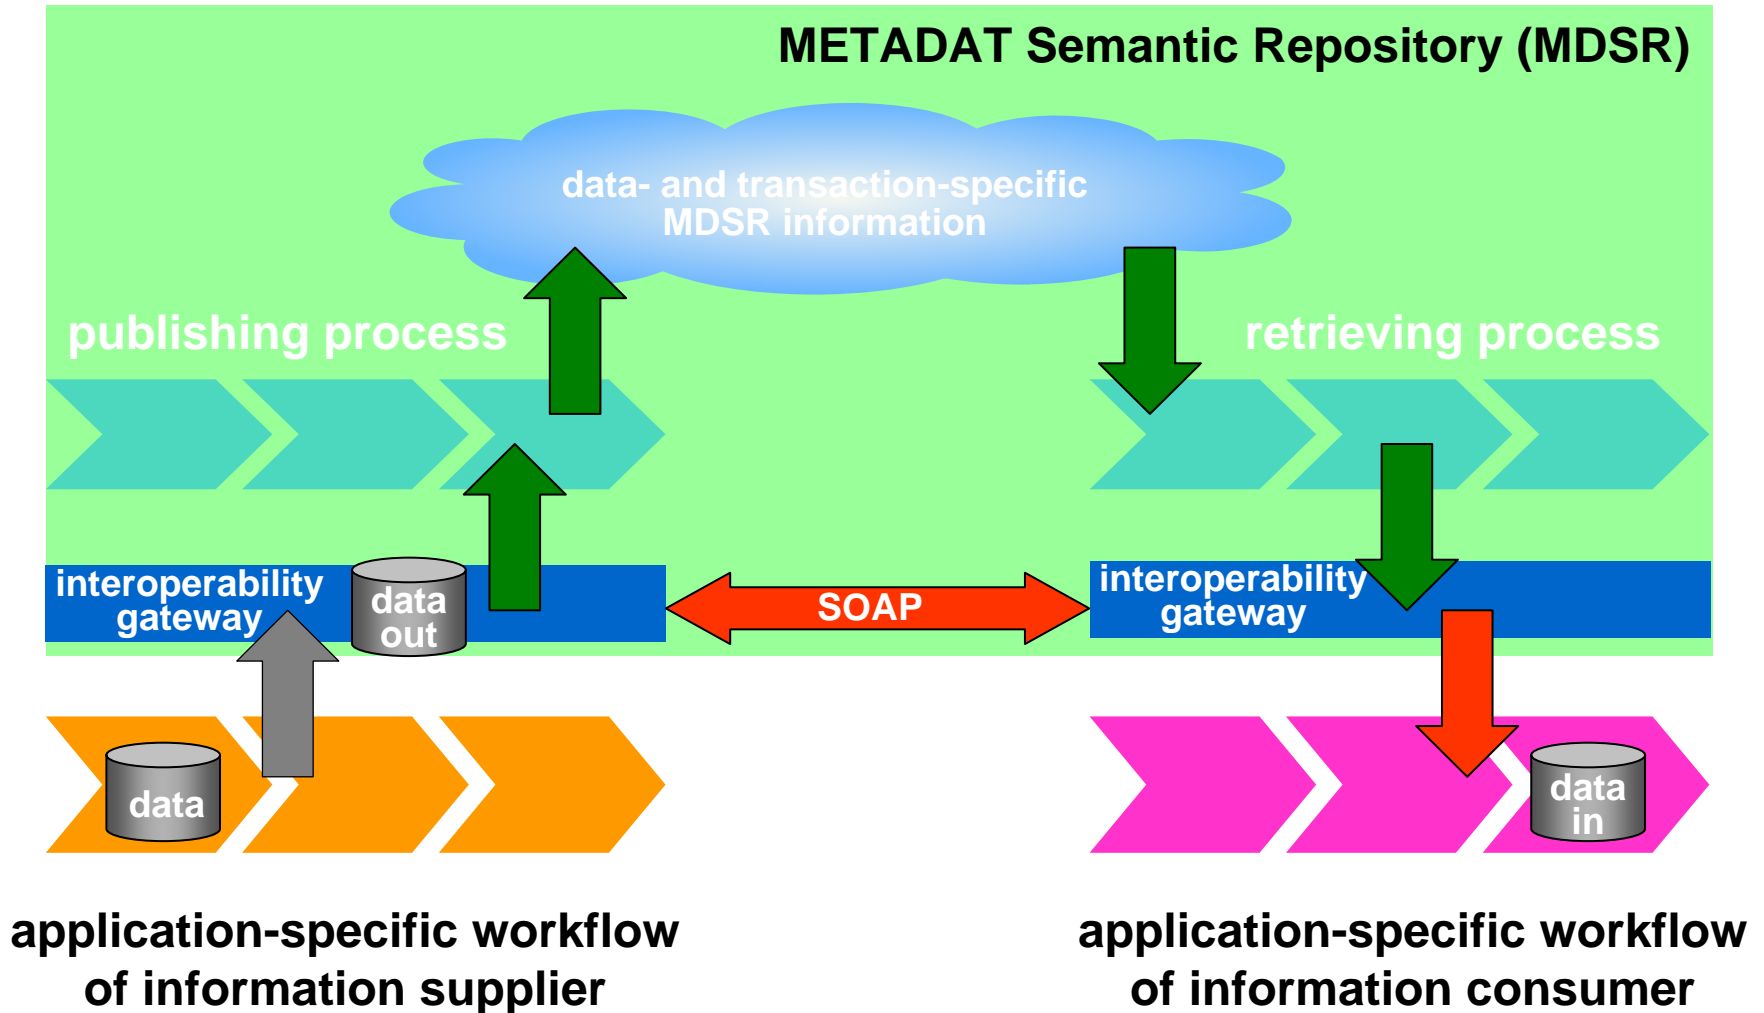 METADAT Semantic Repository (MDSR)
data- and transaction-specific
MDSR information
publishing process
retrieving process
interoperability
gateway
data
out
SOAP
interoperability
gateway
data
data
in
application-specific workflow
of information supplier
application-specific workflow
of information consumer